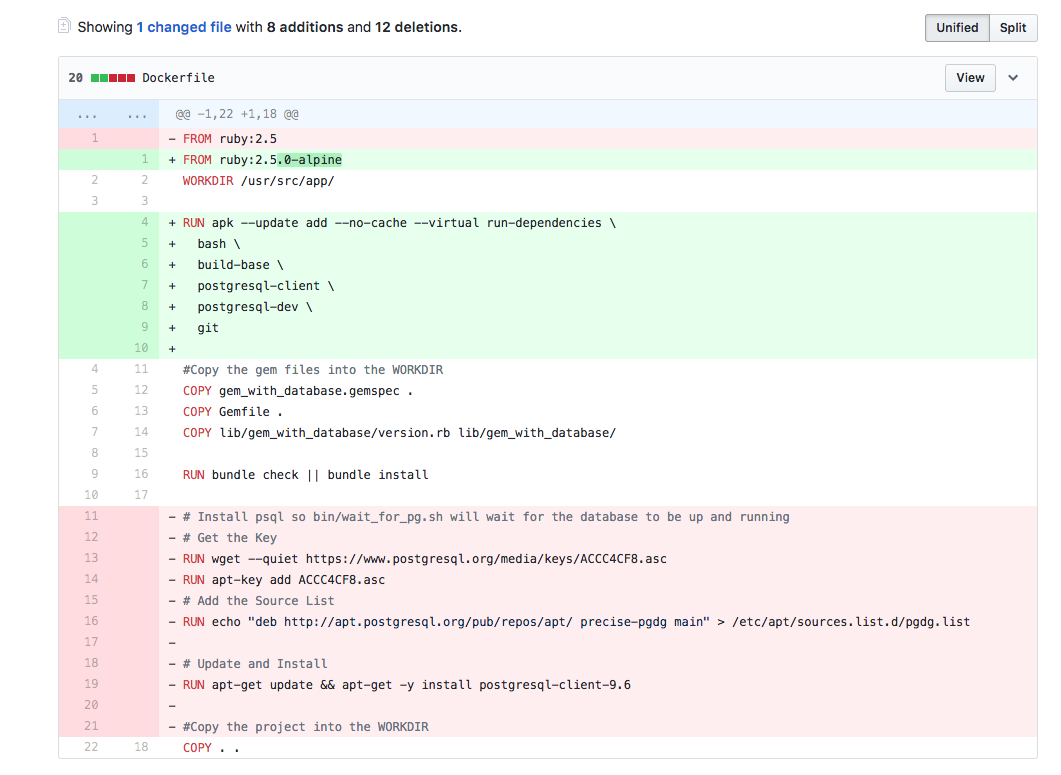 Showing 1 changed file with 8 additions and 12 deletions.
Unified Split
20 Dockerfile View
... ... @@ -1,22 +1,18 @@
1 - FROM ruby:2.5
1 + FROM ruby:2.5.0-alpine
2 2 WORKDIR /usr/src/app/
3 3
4 + RUN apk --update add --no-cache --virtual run-dependencies \
5 + bash \
6 + build-base \
7 + postgresql-client \
8 + postgresql-dev \
9 + git
10 +
4 11 #Copy the gem files into the WORKDIR
5 12 COPY gem_with_database.gemspec .
6 13 COPY Gemfile .
7 14 COPY lib/gem_with_database/version.rb lib/gem_with_database/
8 15
9 16 RUN bundle check || bundle install
10 17
11 - # Install psql so bin/wait_for_pg.sh will wait for the database to be up and running
12 - # Get the Key
13 - RUN wget --quiet https://www.postgresql.org/media/keys/ACCC4CF8.asc
14 - RUN apt-key add ACCC4CF8.asc
15 - # Add the Source List
16 - RUN echo "deb http://apt.postgresql.org/pub/repos/apt/ precise-pgdg main" > /etc/apt/sources.list.d/pgdg.list
17 -
18 - # Update and Install
19 - RUN apt-get update && apt-get -y install postgresql-client-9.6
20 -
21 - #Copy the project into the WORKDIR
22 18 COPY . .